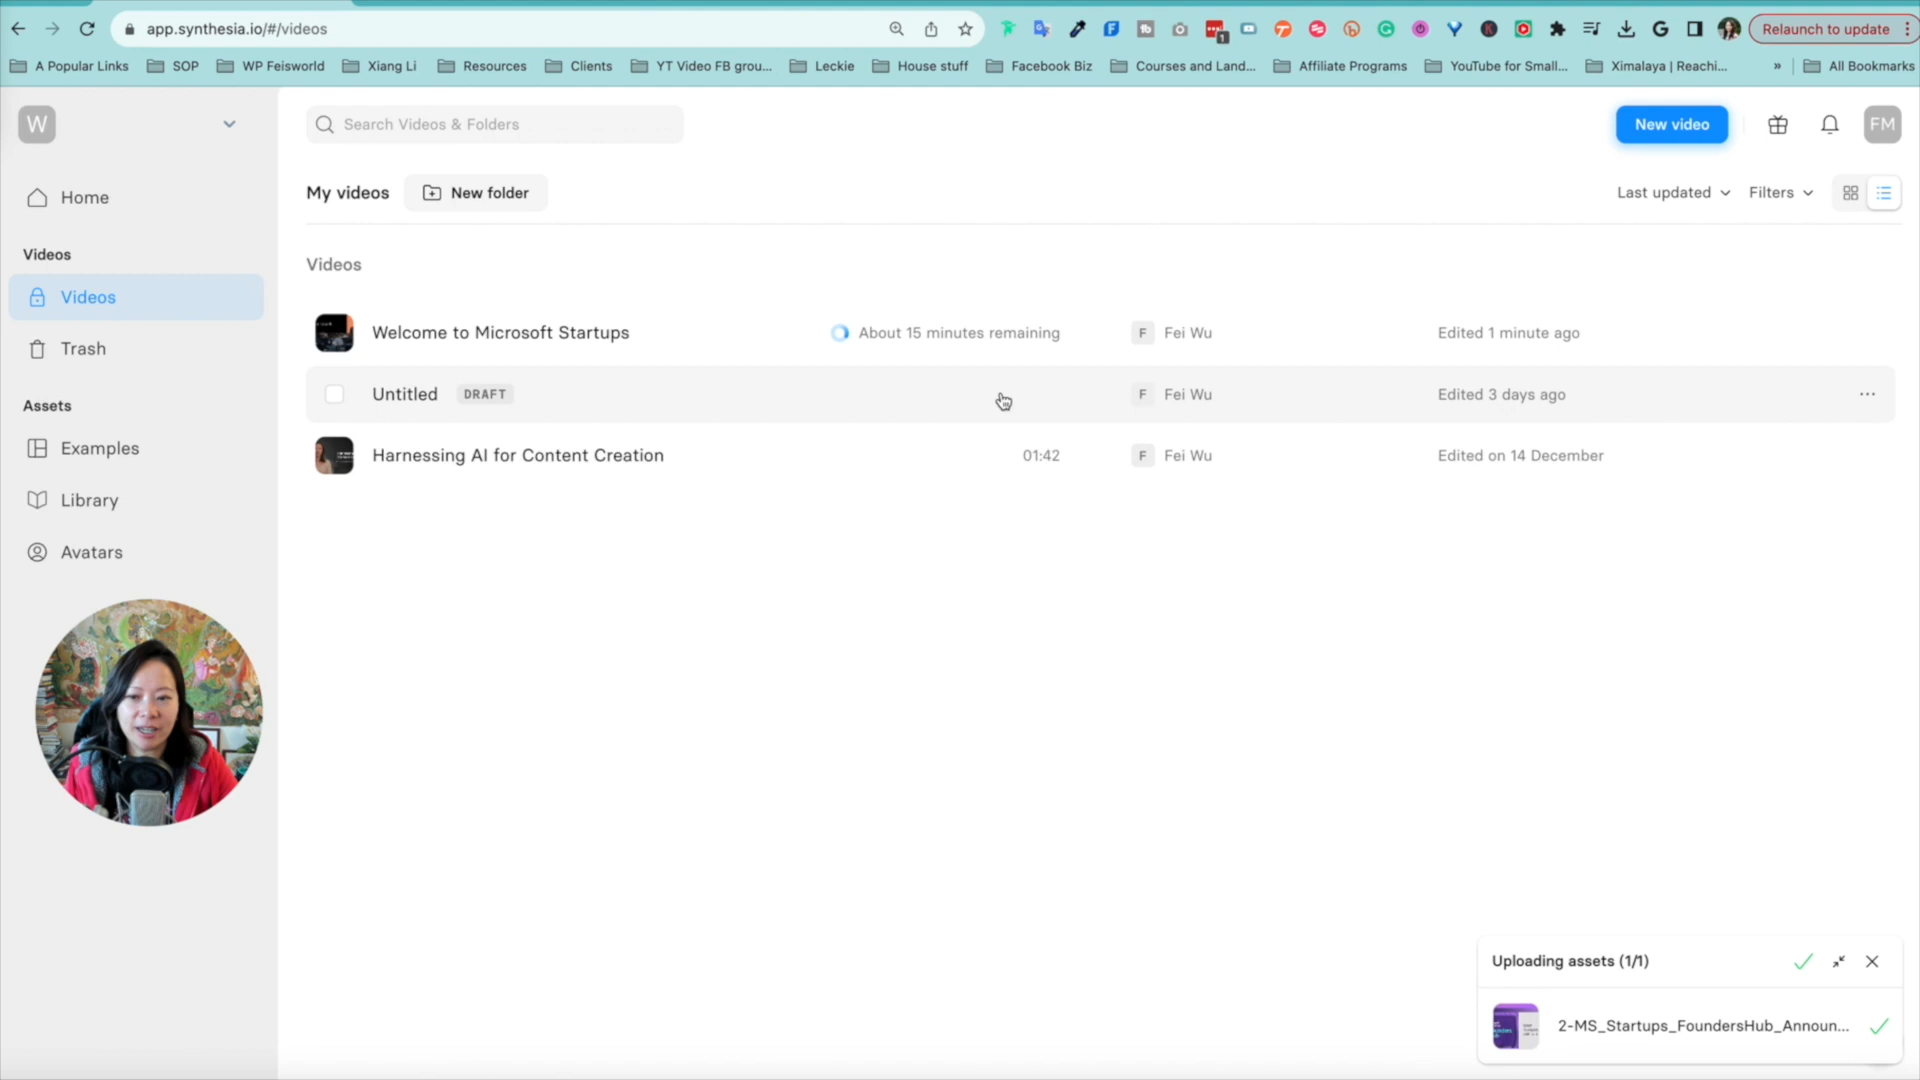 app.synthesia.io/#/videos
1
Relaunch to update
A Popular Links
SOP
WP Feisworld
Xiang Li
Resources
Clients
YT Video FB grou...
Leckie
House stuff
Facebook Biz
Courses and Land...
Affiliate Programs
YouTube for Small...
Ximalaya | Reachi...
»
All Bookmarks
W
Search Videos & Folders
New video
FM
Home
My videos
New folder
Last updated
Filters
Videos
Videos
Trash
Assets
Examples
Library
Avatars
Videos
Welcome to Microsoft Startups
About 15 minutes remaining
F Fei Wu
Edited 1 minute ago
Untitled DRAFT
F Fei Wu
Edited 3 days ago
Harnessing AI for Content Creation
01:42
F Fei Wu
Edited on 14 December
Uploading assets (1/1)
2-MS_Startups_FoundersHub_Announ...